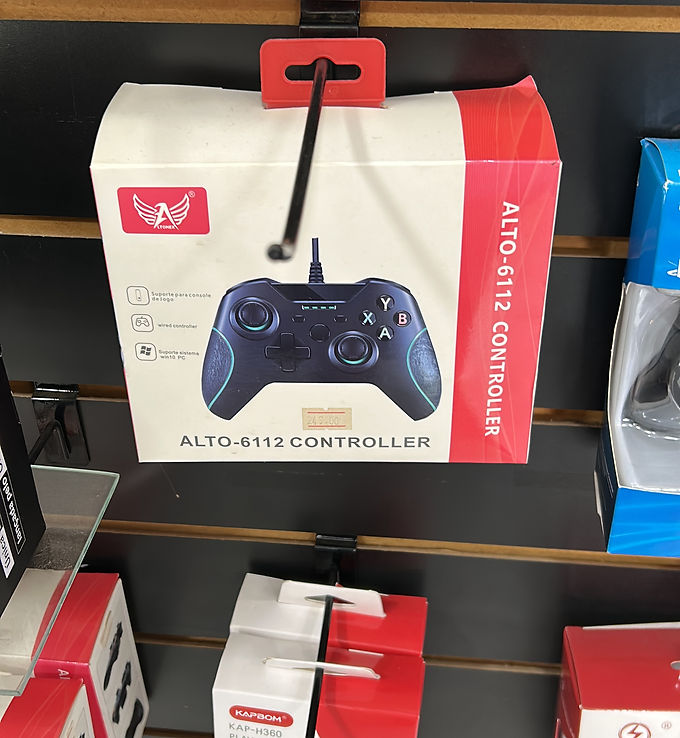 ALTOMEX
®
Suporte para console
de Jogo
wired controller
Suporte sistema
win10 PC
Y
X B
A
ALTO-6112 CONTROLLER
ALTO-6112 CONTROLLER
KAPBOM
KAP-H360